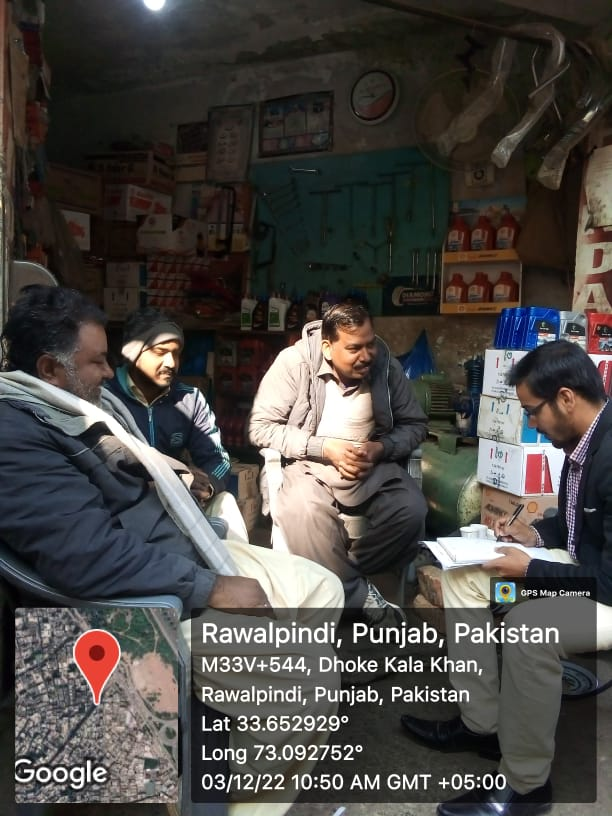 GPS Map Camera
Rawalpindi, Punjab, Pakistan
M33V+544, Dhoke Kala Khan,
Rawalpindi, Punjab, Pakistan
Lat 33.652929°
Long 73.092752°
03/12/22 10:50 AM GMT +05:00
Google